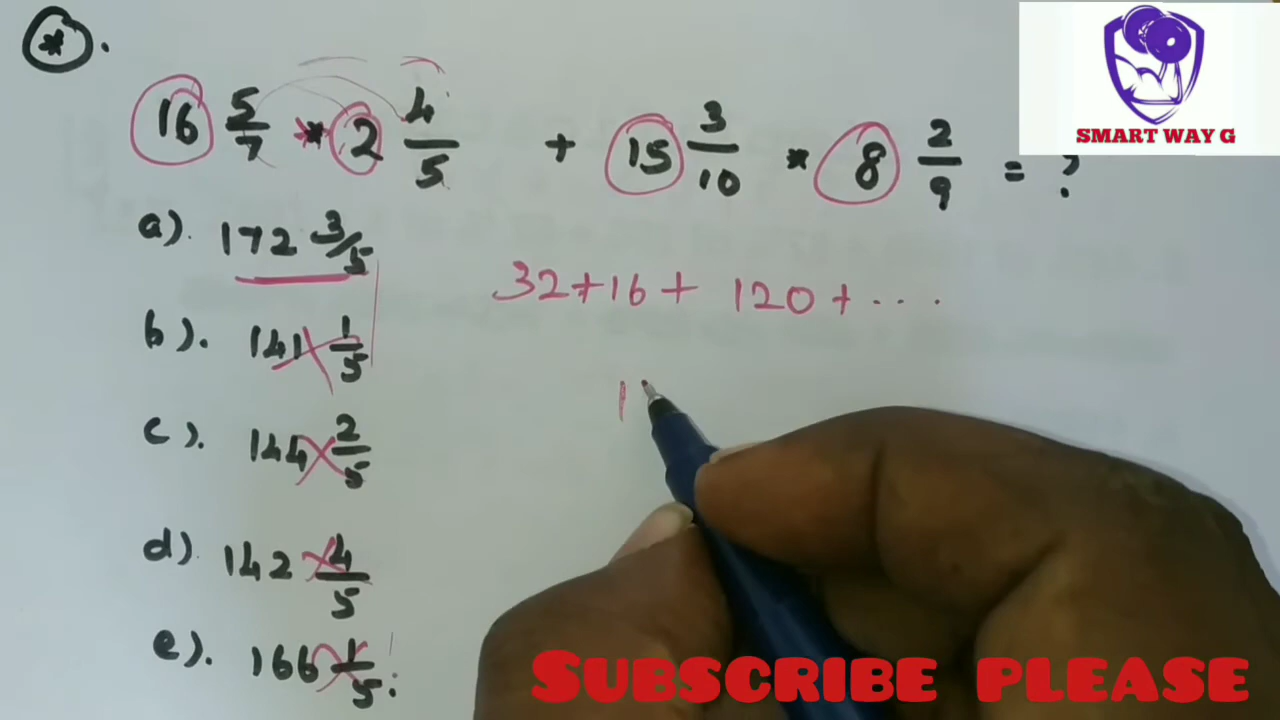 *.
16 5/7 * 2 4/5 + 15 3/10 * 8 2/9 = ?
SMART WAY G
a). 172 3/5
32+16+ 120+...
b). 141 1/5
1
c). 144 2/5
d). 142 4/5
e). 166 1/5.
SUBSCRIBE PLEASE